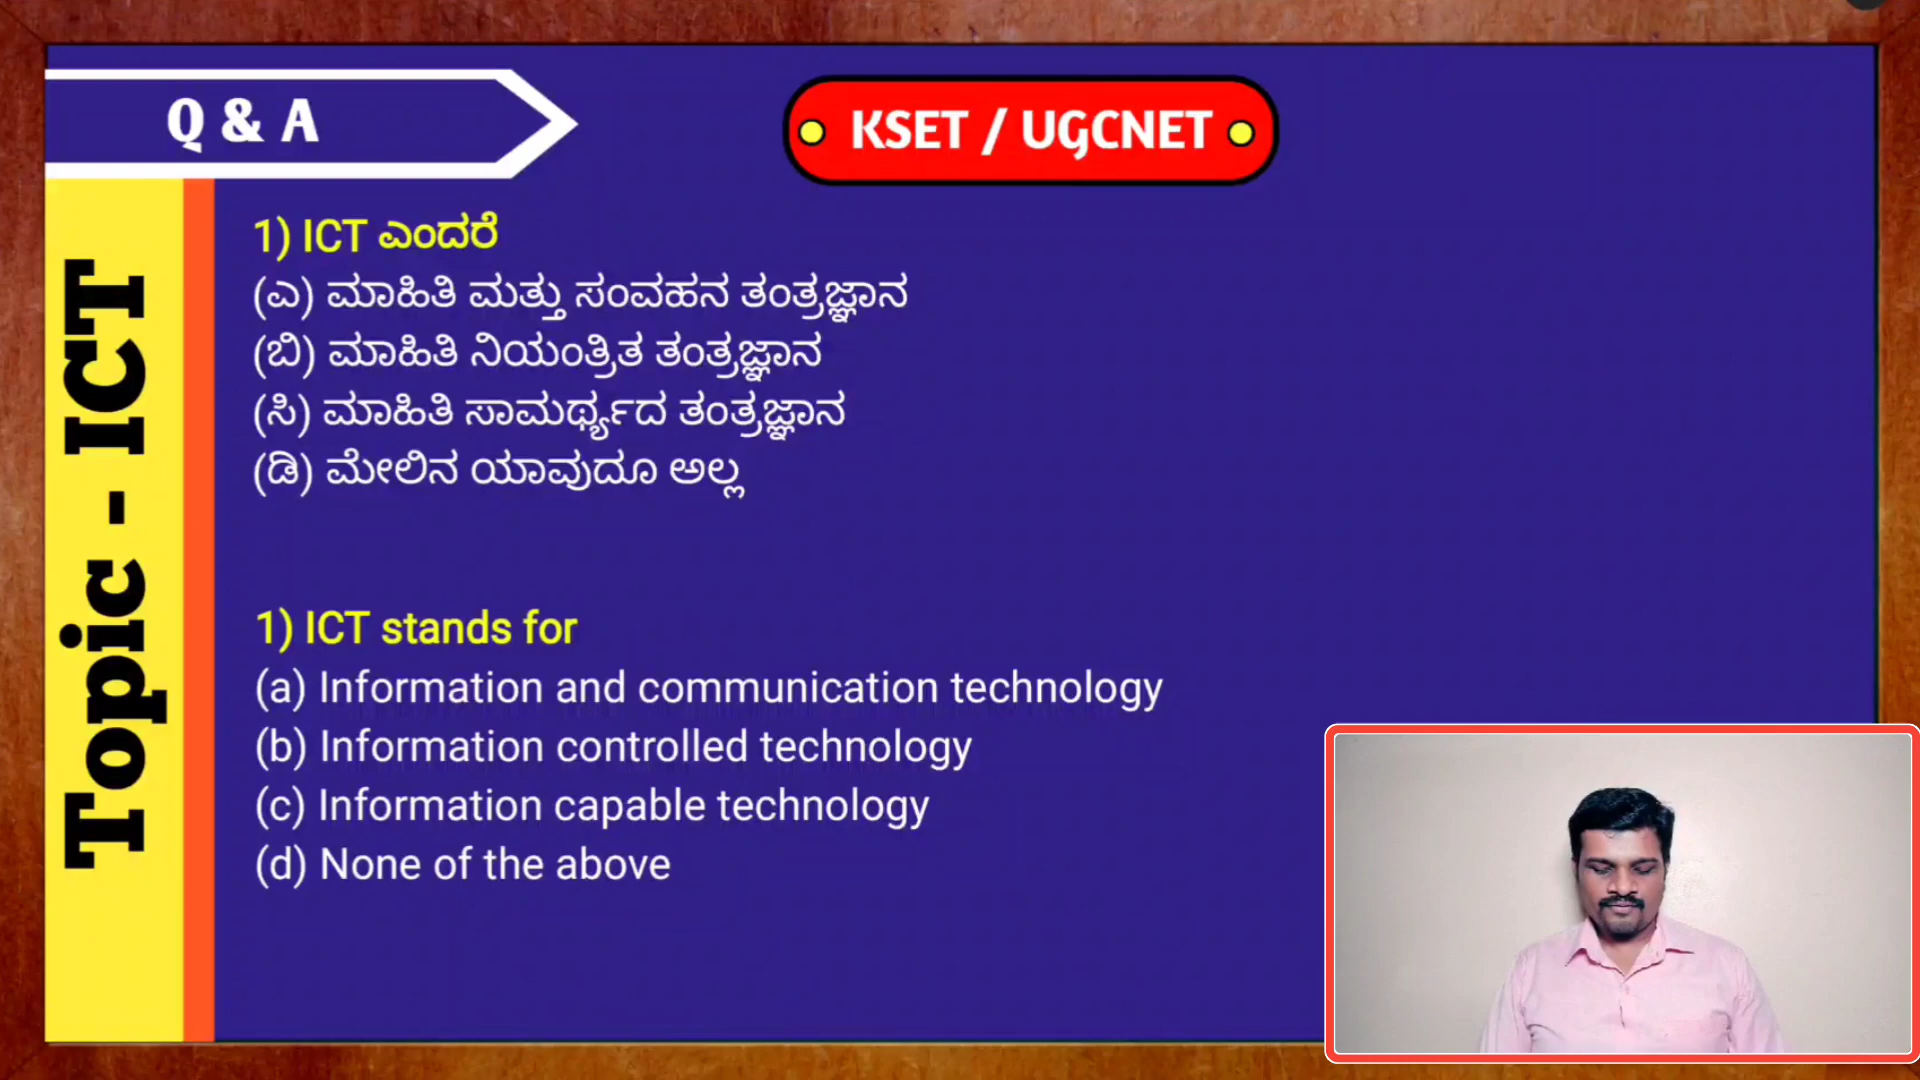 Q & A
KSET / UGCNET
Topic - ICT
1) ICT ಎಂದರೆ
(ಎ) ಮಾಹಿತಿ ಮತ್ತು ಸಂವಹನ ತಂತ್ರಜ್ಞಾನ
(ಬಿ) ಮಾಹಿತಿ ನಿಯಂತ್ರಿತ ತಂತ್ರಜ್ಞಾನ
(ಸಿ) ಮಾಹಿತಿ ಸಾಮರ್ಥ್ಯದ ತಂತ್ರಜ್ಞಾನ
(ಡಿ) ಮೇಲಿನ ಯಾವುದೂ ಅಲ್ಲ
1) ICT stands for
(a) Information and communication technology
(b) Information controlled technology
(c) Information capable technology
(d) None of the above